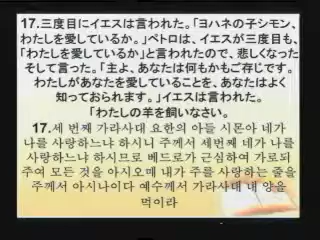 17.三度目にイエスは言われた。「ヨハネの子シモン、
わたしを愛しているか。」ペトロは、イエスが三度目も、
「わたしを愛しているか」と言われたので、悲しくなった
そして言った。「主よ、あなたは何もかもご存じです。
わたしがあなたを愛していることを、あなたはよく
知っておられます。」イエスは言われた。
「わたしの羊を飼いなさい。
17.세 번째 가라사대 요한의 아들 시몬아 네가
나를 사랑하느냐 하시니 주께서 세번째 네가 나를
사랑하느냐 하시므로 베드로가 근심하여 가로되
주여 모든 것을 아시오매 내가 주를 사랑하는 줄을
주께서 아시나이다 예수께서 가라사대 내 양을
먹이라